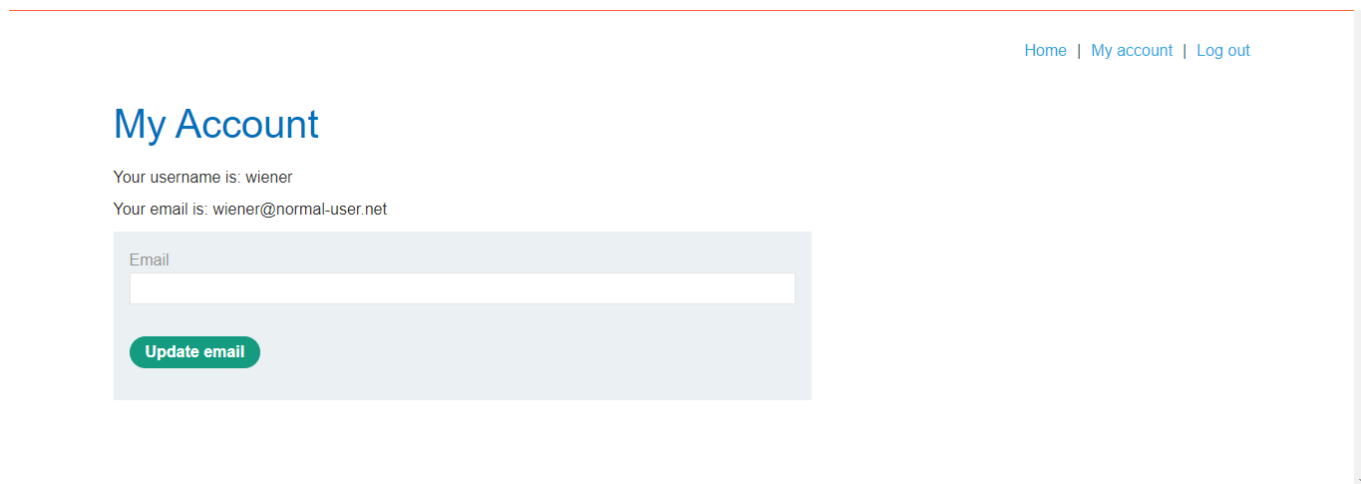 Home | My account | Log out
My Account
Your username is: wiener
Your email is: wiener@normal-user.net
Email
Update email